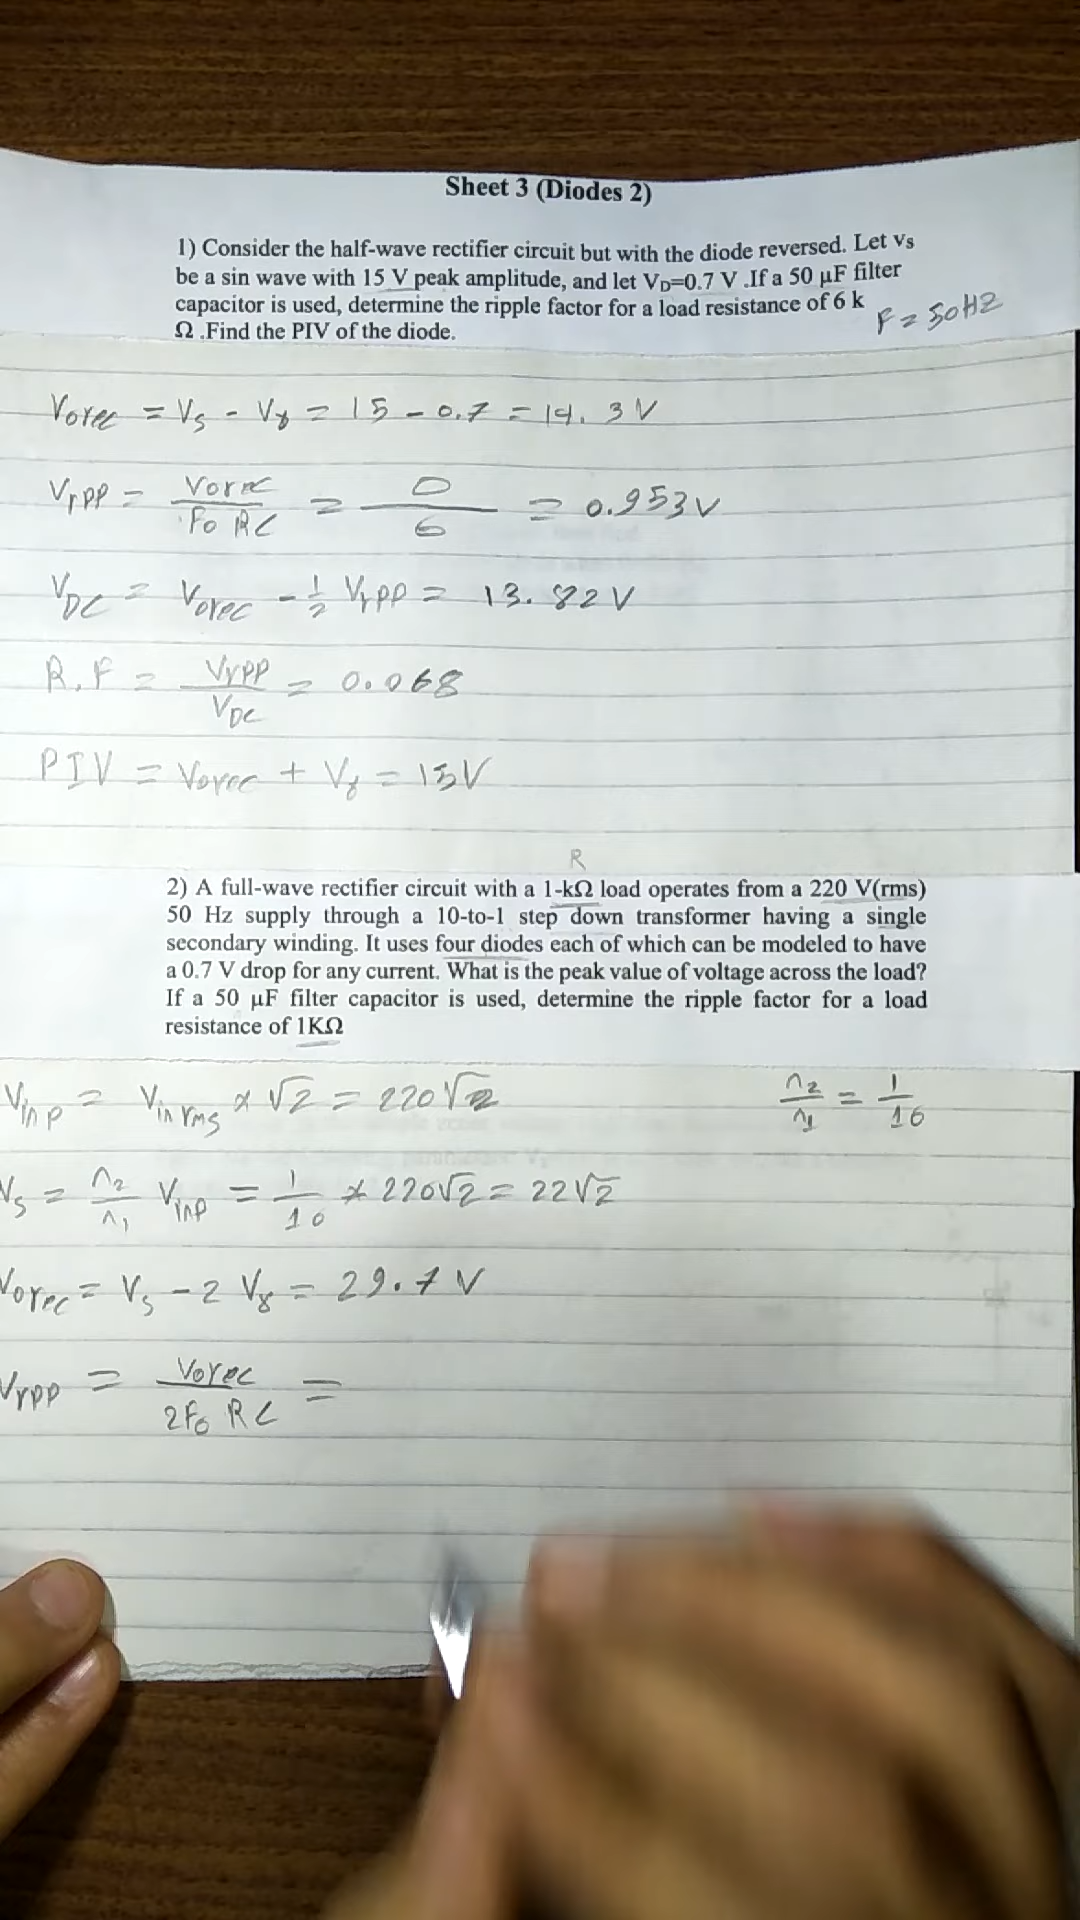 Sheet 3 (Diodes 2)
1) Consider the half-wave rectifier circuit but with the diode reversed. Let vs
be a sin wave with 15 V peak amplitude, and let VD=0.7 V .If a 50 μF filter
capacitor is used, determine the ripple factor for a load resistance of 6 k
Ω .Find the PIV of the diode.
F = 50HZ
Vorec = Vs - Vγ = 15 - 0.7 = 14.3V
Vrpp = Vorec / Fo RC = 0 / 6 = 0.953V
VDC = Vorec - 1/2 Vrpp = 13.82V
R.F = Vrpp / VDC = 0.068
PIV = Vorec + Vγ = 15V
R
2) A full-wave rectifier circuit with a 1-kΩ load operates from a 220 V(rms)
50 Hz supply through a 10-to-1 step down transformer having a single
secondary winding. It uses four diodes each of which can be modeled to have
a 0.7 V drop for any current. What is the peak value of voltage across the load?
If a 50 μF filter capacitor is used, determine the ripple factor for a load
resistance of 1KΩ
Vinp = Vin rms * √2 = 220√2
n2 / n1 = 1 / 10
Vs = n2 / n1 Vinp = 1 / 10 * 220√2 = 22√2
Vorec = Vs - 2 Vγ = 29.7 V
Vrpp = Vorec / 2Fo RC =